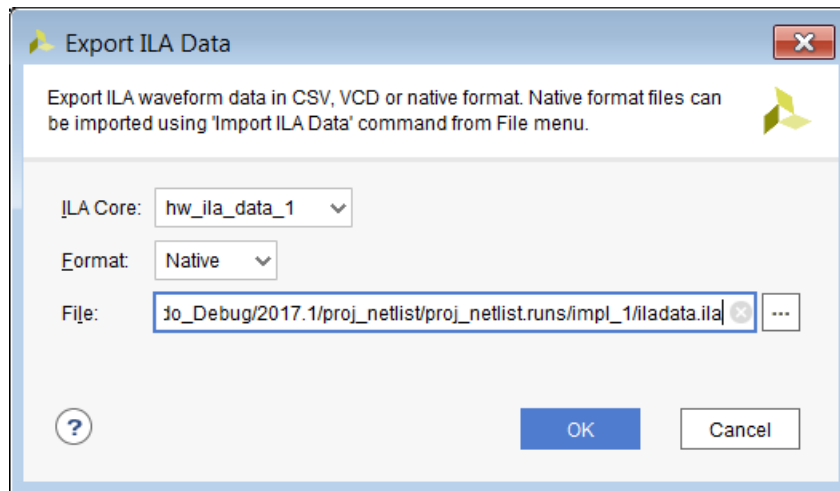 Export ILA Data
Export ILA waveform data in CSV, VCD or native format. Native format files can
be imported using 'Import ILA Data' command from File menu.
ILA Core: hw_ila_data_1
Format: Native
File: do_Debug/2017.1/proj_netlist/proj_netlist.runs/impl_1/iladata.ila ...
? OK Cancel